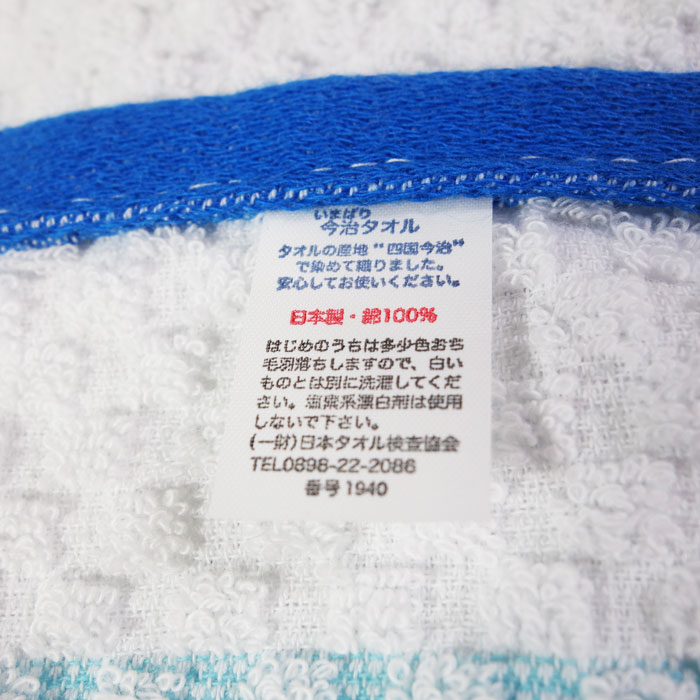 いまばり
今治タオル
タオルの産地“四国今治”
で染めて織りました。
安心してお使いください。
日本製・綿100%
はじめのうちは多少色おち
毛羽落ちしますので、白い
ものとは別に洗濯してくだ
さい。塩素系漂白剤は使用
しないで下さい。
(一財)日本タオル検査協会
TEL0898-22-2086
番号1940